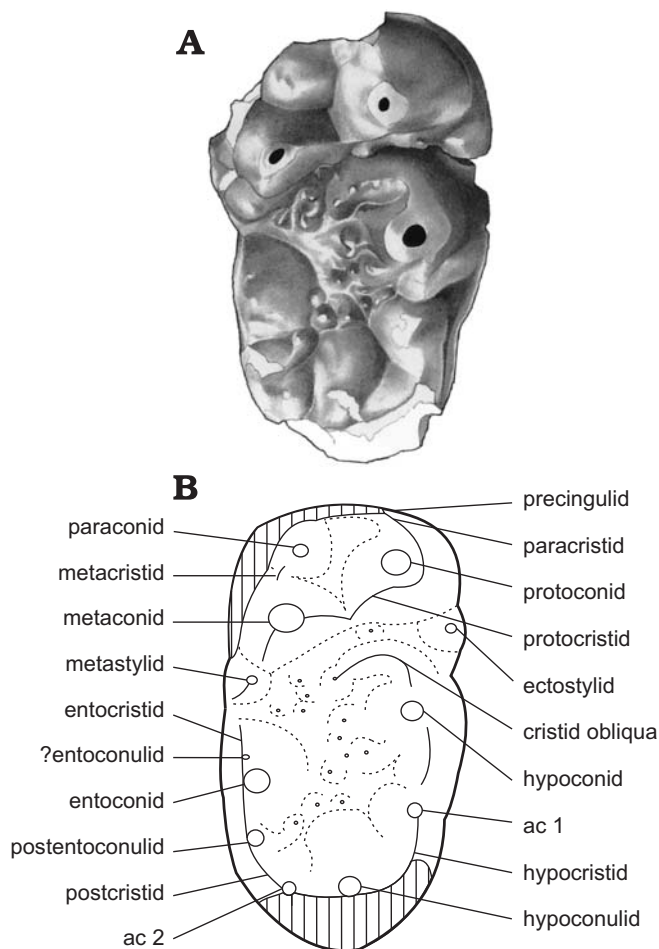 A
B
paraconid
metacristid
metaconid
metastylid
entocristid
?entoconulid
entoconid
postentoconulid
postcristid
ac 2
precingulid
paracristid
protoconid
protocristid
ectostylid
cristid obliqua
hypoconid
ac 1
hypocristid
hypoconulid